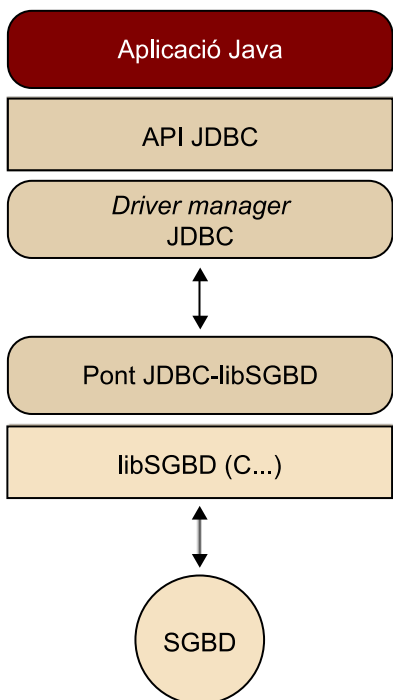 Aplicació Java
API JDBC
Driver manager
JDBC
Pont JDBC-libSGBD
libSGBD (C...)
SGBD